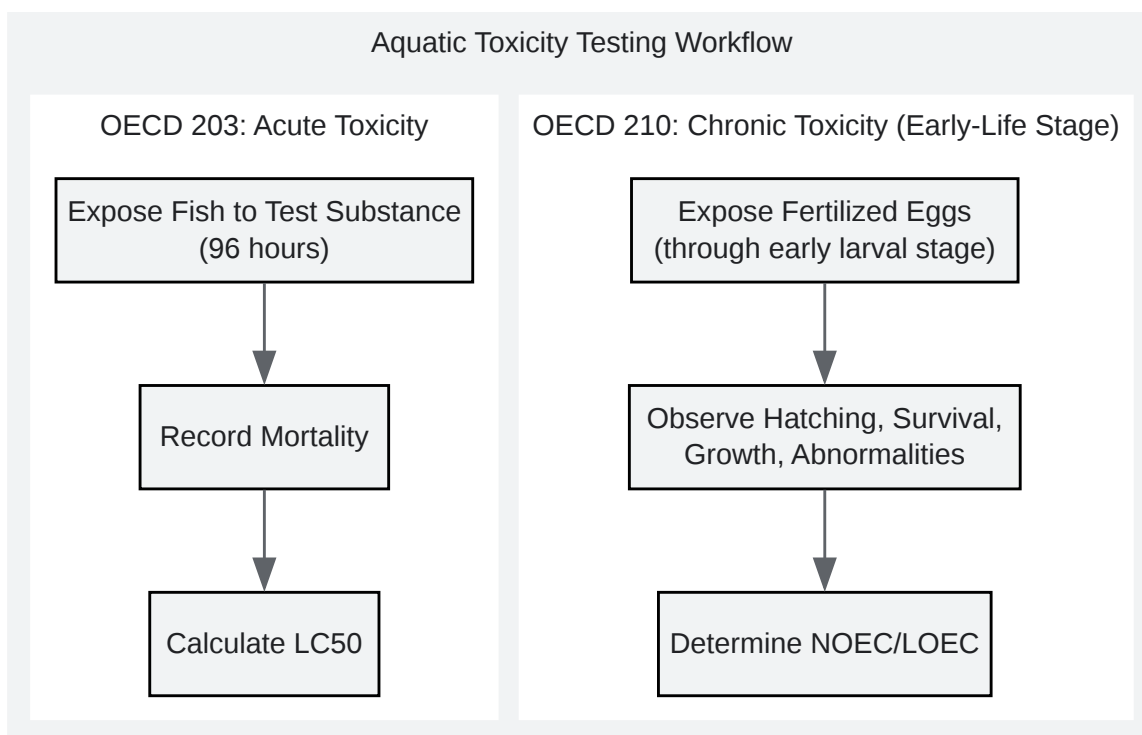 Aquatic Toxicity Testing Workflow
OECD 203: Acute Toxicity
Expose Fish to Test Substance
(96 hours)
Record Mortality
Calculate LC50
OECD 210: Chronic Toxicity (Early-Life Stage)
Expose Fertilized Eggs
(through early larval stage)
Observe Hatching, Survival,
Growth, Abnormalities
Determine NOEC/LOEC